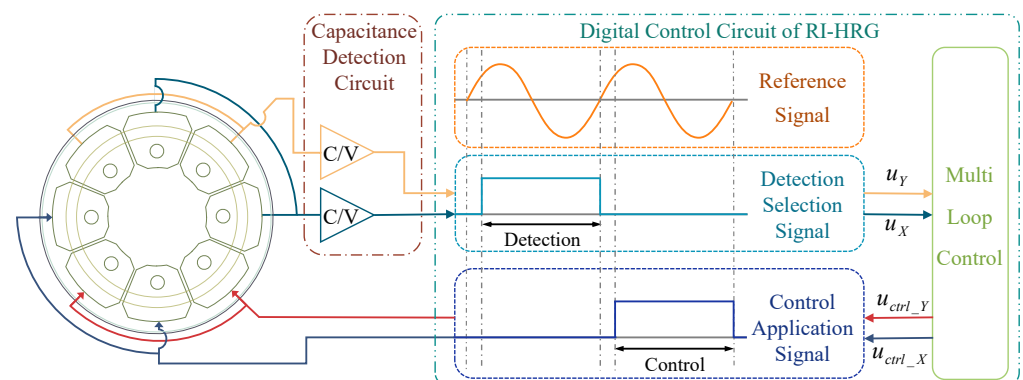 Capacitance
Detection
Circuit
Digital Control Circuit of RI-HRG
Reference
Signal
C/V
C/V
Detection
Detection
Selection
Signal
u_Y
u_X
Multi
Loop
Control
Control
Control
Application
Signal
u_ctrl_Y
u_ctrl_X